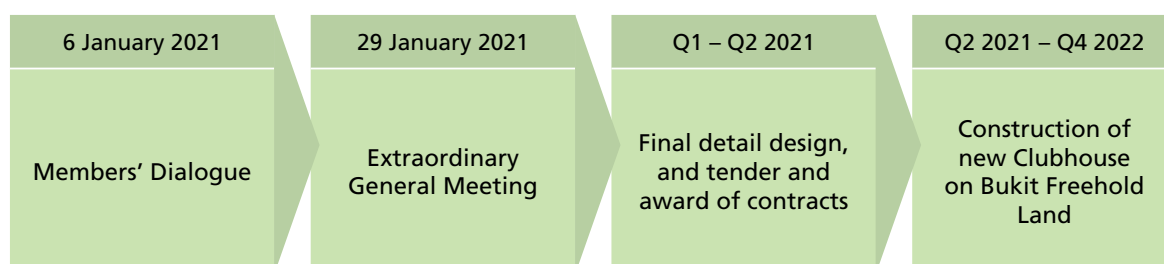 6 January 2021
Members’ Dialogue
29 January 2021
Extraordinary
General Meeting
Q1 – Q2 2021
Final detail design,
and tender and
award of contracts
Q2 2021 – Q4 2022
Construction of
new Clubhouse
on Bukit Freehold
Land